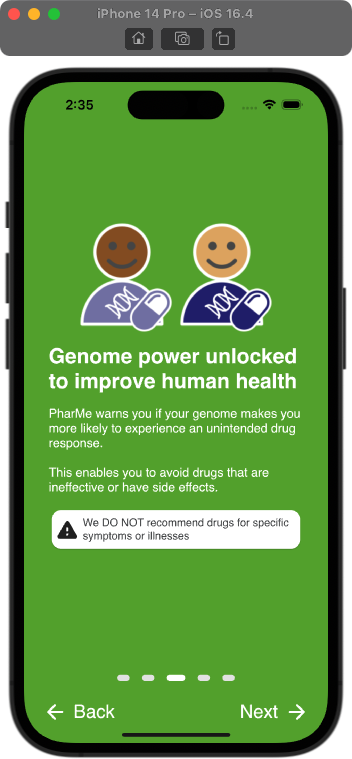 iPhone 14 Pro – iOS 16.4
2:35
Genome power unlocked
to improve human health
PharMe warns you if your genome makes you
more likely to experience an unintended drug
response.
This enables you to avoid drugs that are
ineffective or have side effects.
We DO NOT recommend drugs for specific
symptoms or illnesses
Back
Next